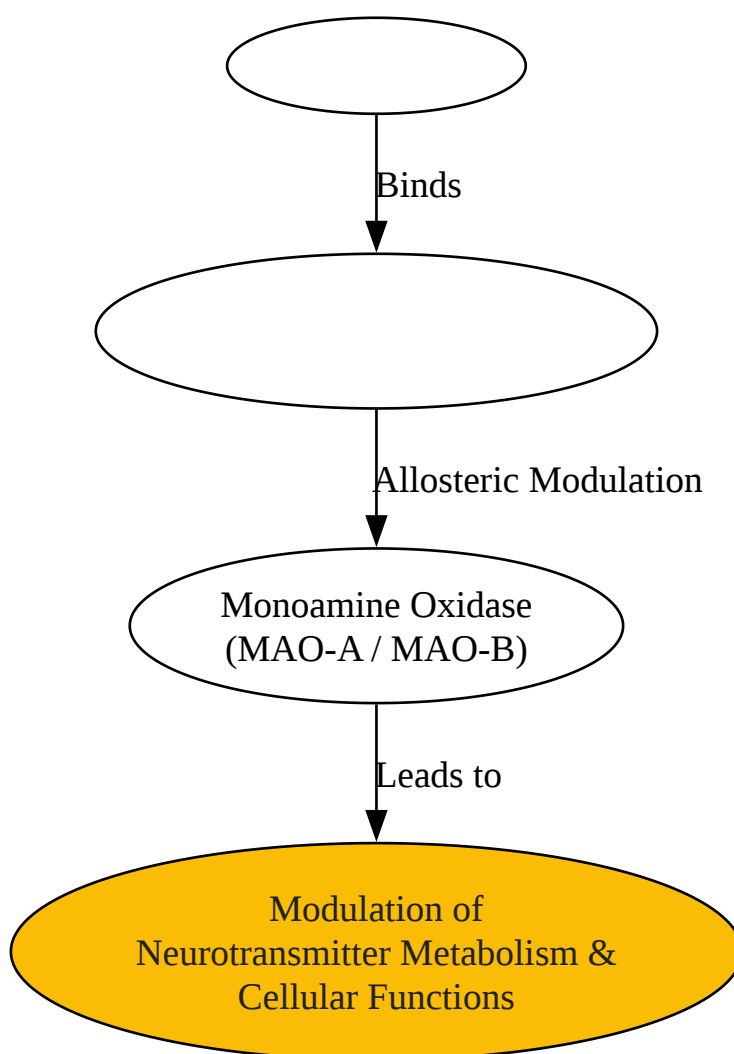 Binds
Allosteric Modulation
Monoamine Oxidase
(MAO-A / MAO-B)
Leads to
Modulation of
Neurotransmitter Metabolism &
Cellular Functions